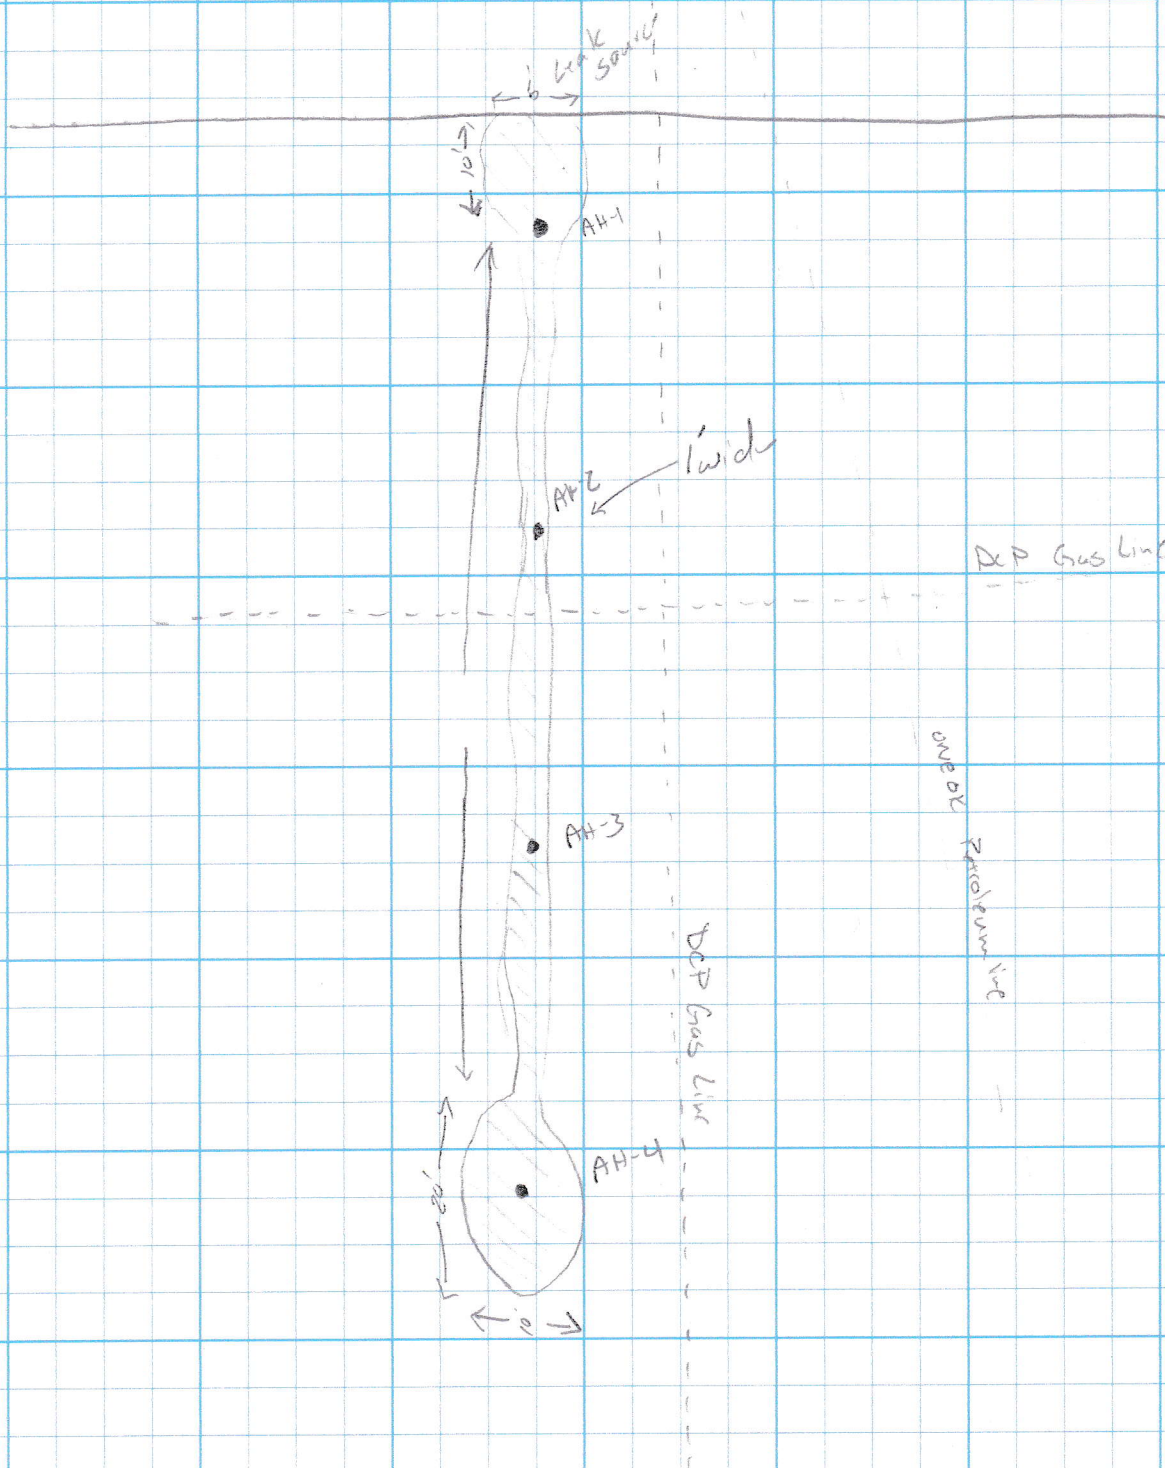 Leak
source
10'
AH-1
1' wide
AH-2
DCP Gas Line
ONEOK
Petroleum line
AH-3
DCP Gas Line
AH-4
20'
10'